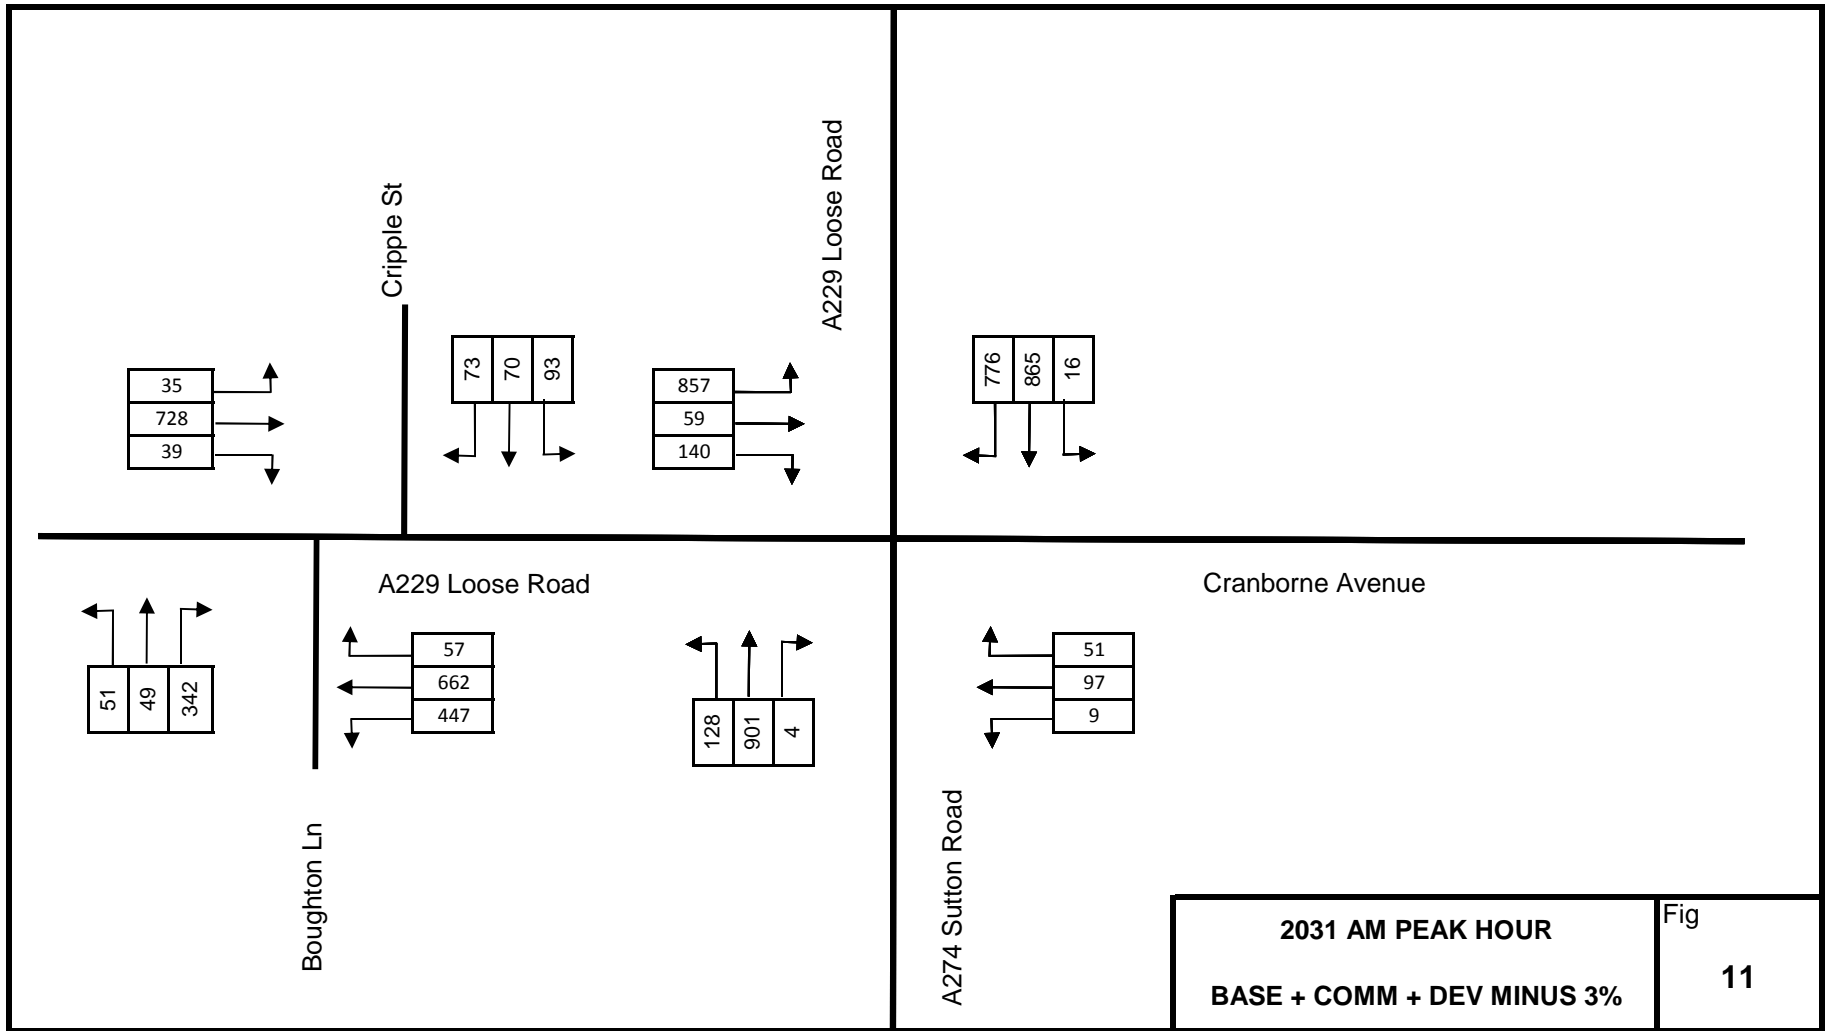 Cripple St
A229 Loose Road
35
728
39
73
70
93
857
59
140
776
865
16
A229 Loose Road
Cranborne Avenue
51
49
342
57
662
447
128
901
4
51
97
9
Boughton Ln
A274 Sutton Road
2031 AM PEAK HOUR
BASE + COMM + DEV MINUS 3%
Fig
11